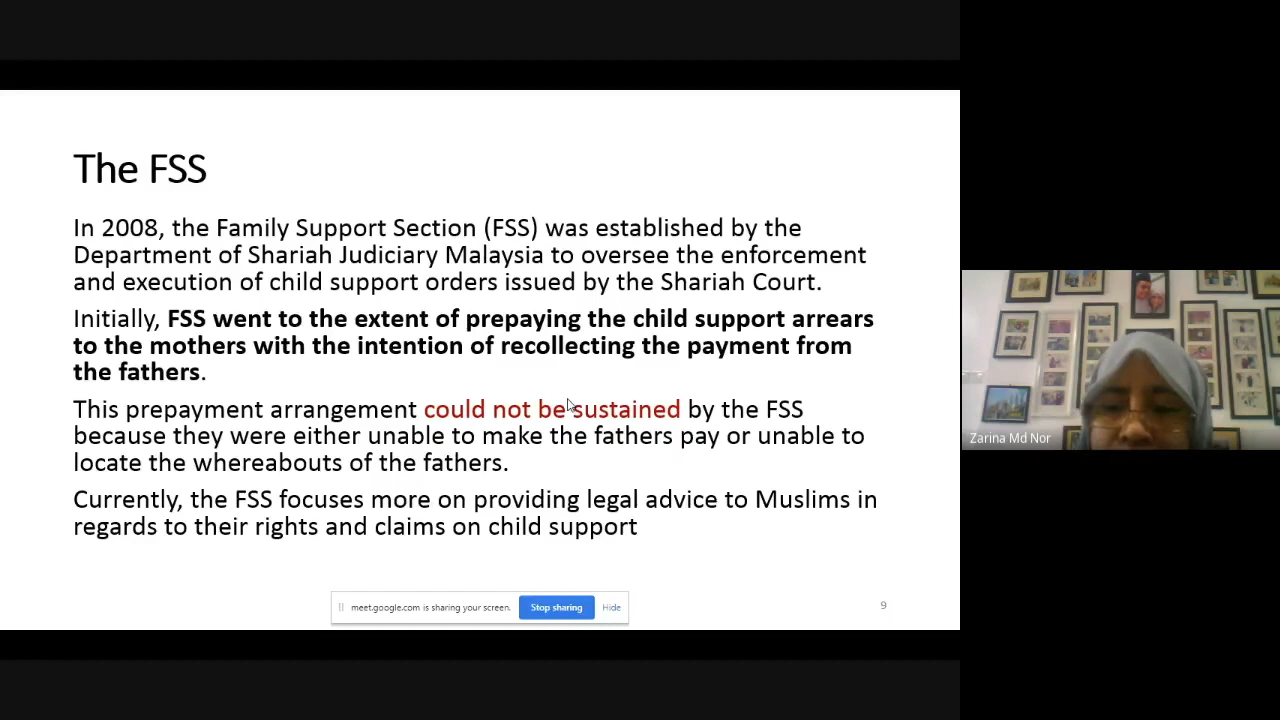 The FSS
In 2008, the Family Support Section (FSS) was established by the
Department of Shariah Judiciary Malaysia to oversee the enforcement
and execution of child support orders issued by the Shariah Court.
Initially, FSS went to the extent of prepaying the child support arrears
to the mothers with the intention of recollecting the payment from
the fathers.
This prepayment arrangement could not be sustained by the FSS
because they were either unable to make the fathers pay or unable to
locate the whereabouts of the fathers.
Currently, the FSS focuses more on providing legal advice to Muslims in
regards to their rights and claims on child support
meet.google.com is sharing your screen. Stop sharing Hide
9
Zarina Md Nor